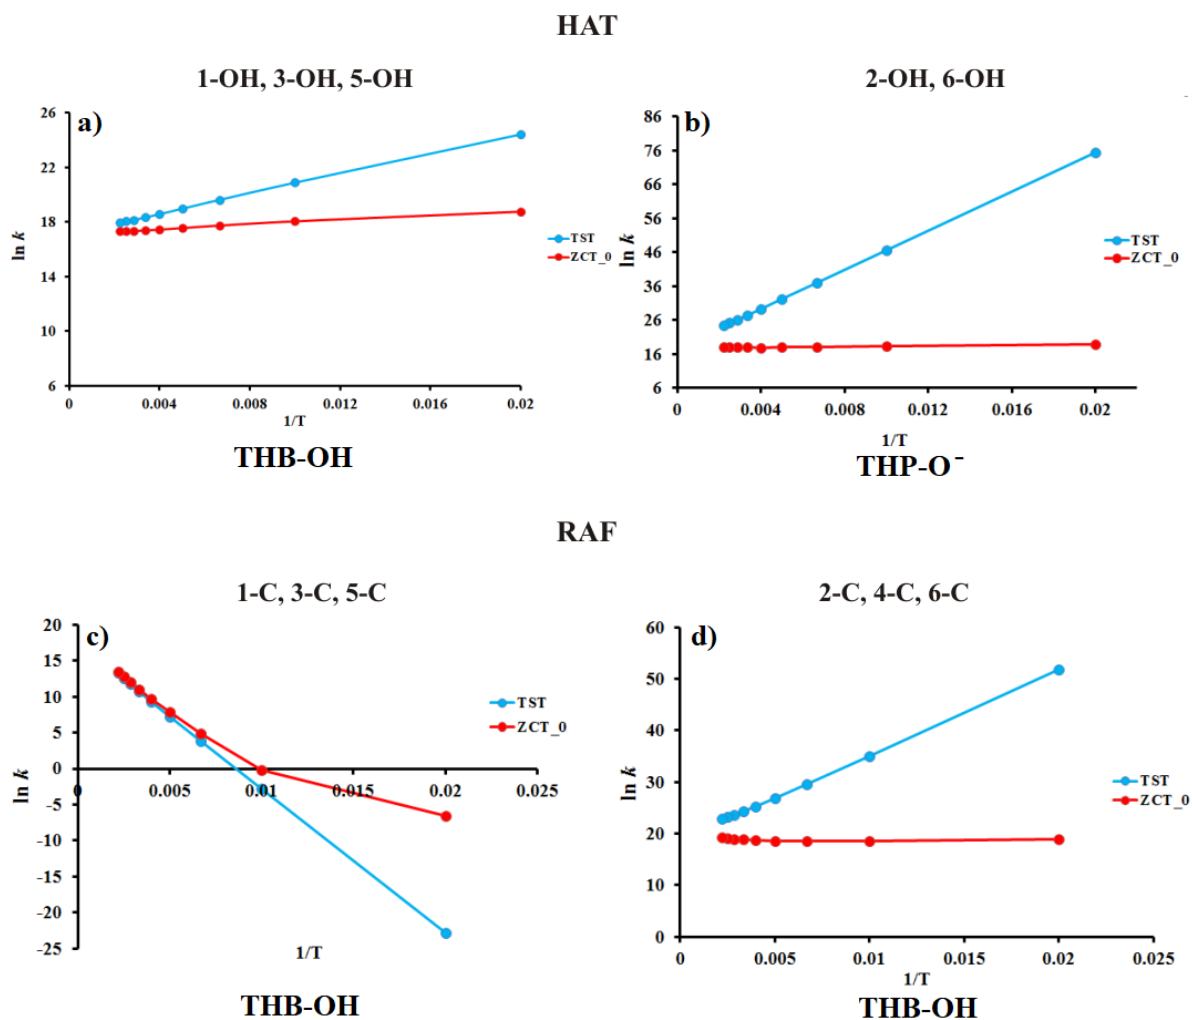 HAT
1-OH, 3-OH, 5-OH
a)
26
22
18
14
10
6
ln k
0
0.004
0.008
0.012
0.016
0.02
1/T
TST
ZCT_0
THB-OH
2-OH, 6-OH
b)
86
76
66
56
46
36
26
16
6
ln k
0
0.004
0.008
0.012
0.016
0.02
1/T
TST
ZCT_0
THP-O⁻
RAF
1-C, 3-C, 5-C
c)
20
15
10
5
0
-5
-10
-15
-20
-25
ln k
0
0.005
0.01
0.015
0.02
0.025
1/T
TST
ZCT_0
THB-OH
2-C, 4-C, 6-C
d)
60
50
40
30
20
10
0
ln k
0
0.005
0.01
0.015
0.02
0.025
1/T
TST
ZCT_0
THB-OH